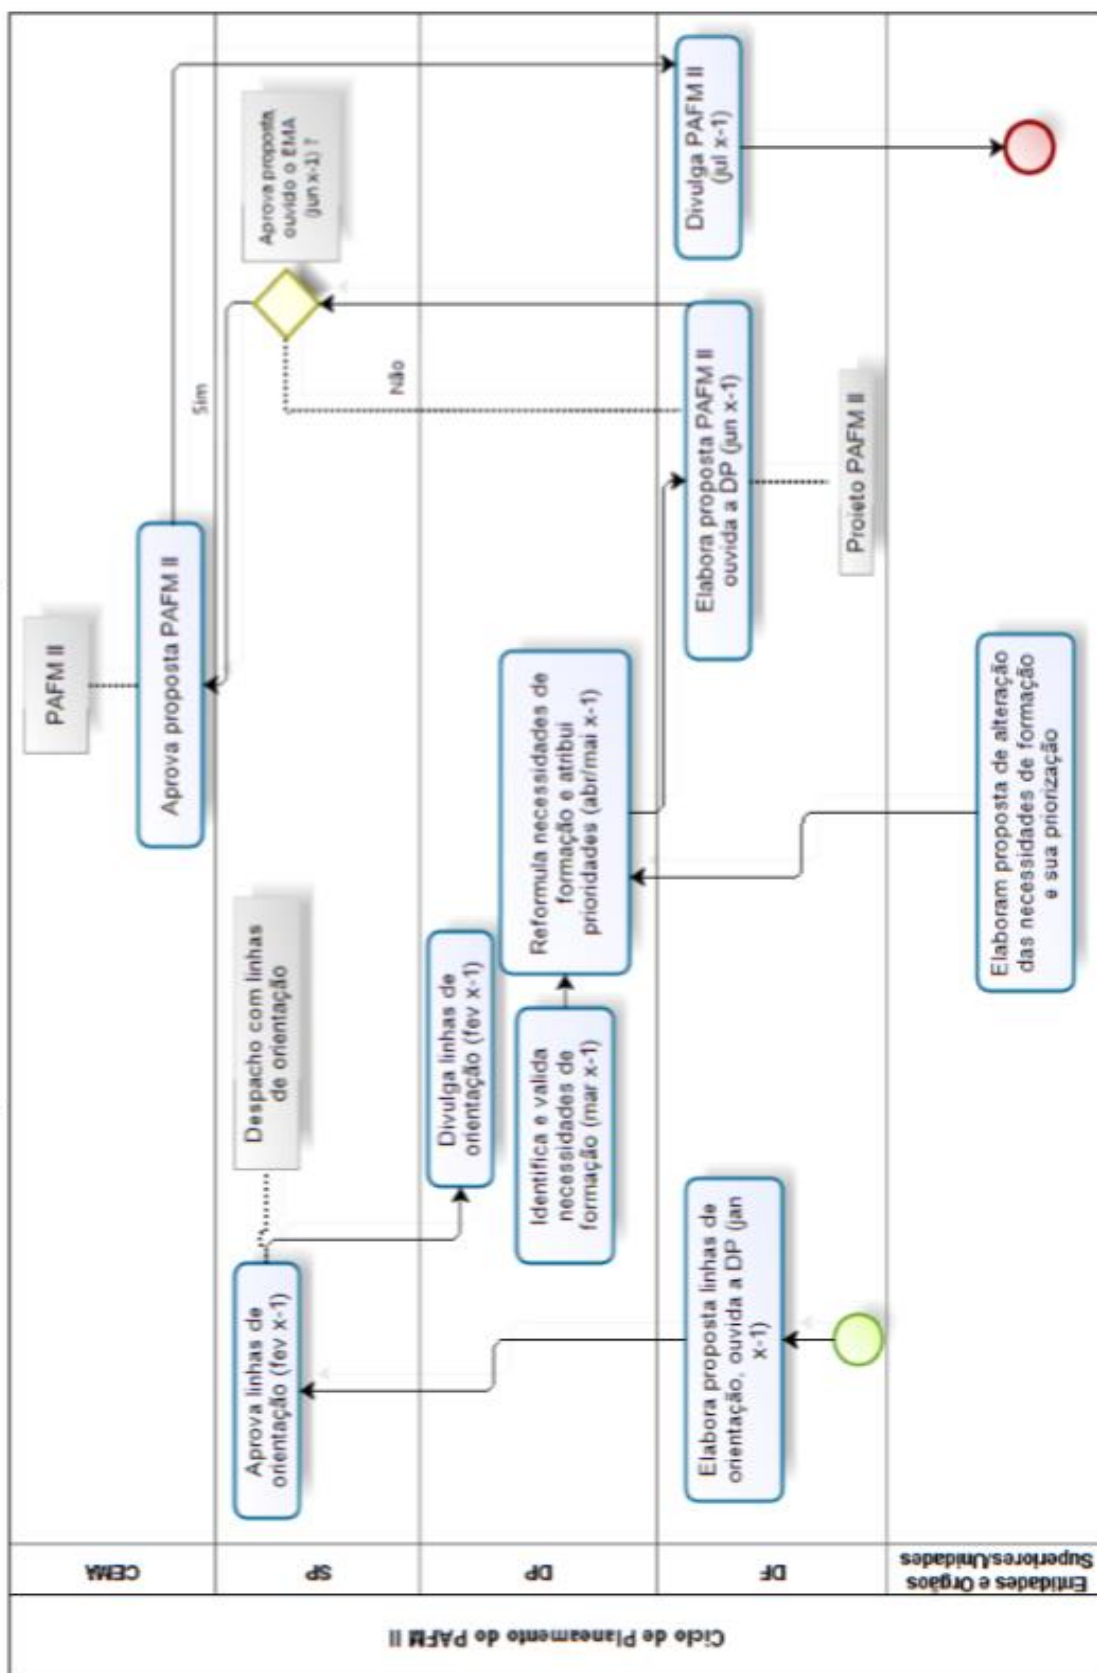 Ciclo de Planeamento do PAFM II
CEMA
SP
DP
DF
Entidades e Orgãos
Superiores/Unidades
PAFM II
Aprova proposta PAFM II
Aprova linhas de
orientação (fev x-1)
Despacho com linhas
de orientação
Sim
Aprova proposta
ouvido o EMA
(jun x-1) ?
Não
Divulga linhas de
orientação (fev x-1)
Identifica e valida
necessidades de
formação (mar x-1)
Reformula necessidades de
formação e atribui
prioridades (abr/mai x-1)
Elabora proposta linhas de
orientação, ouvida a DP (jan
x-1)
Elabora proposta PAFM II
ouvida a DP (jun x-1)
Divulga PAFM II
(jul x-1)
Projeto PAFM II
Elaboram proposta de alteração
das necessidades de formação
e sua priorização